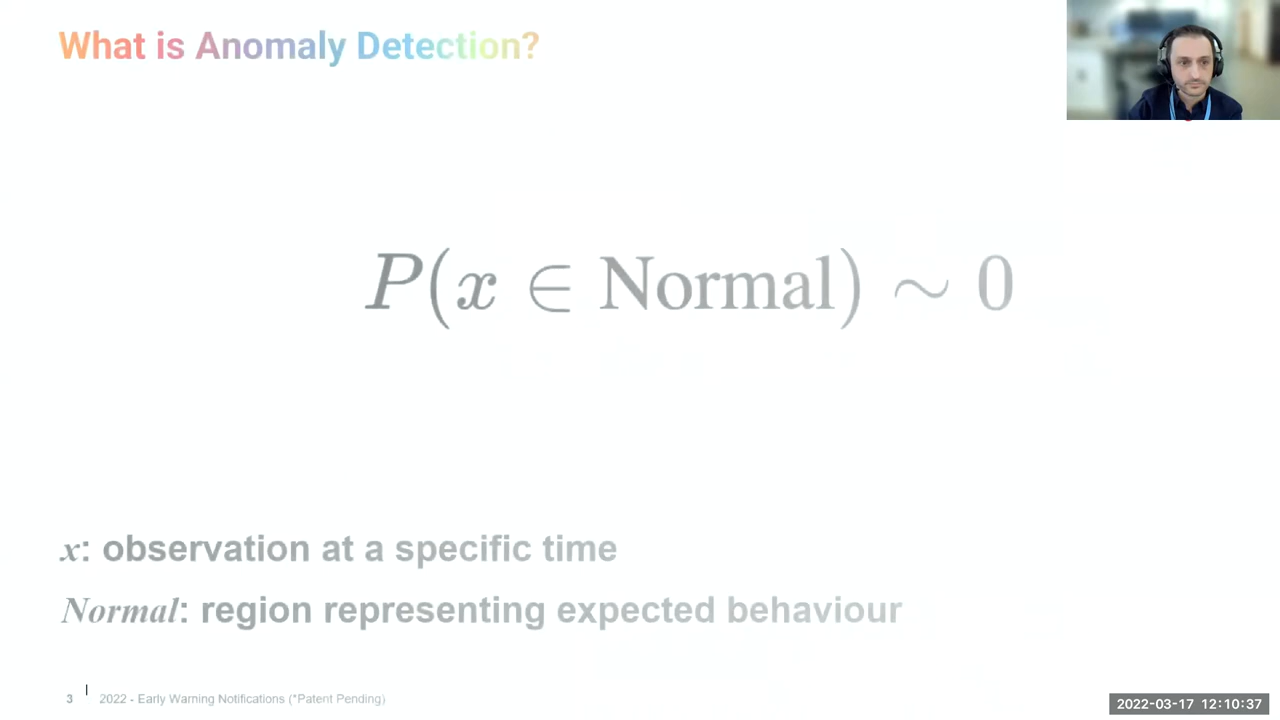 What is Anomaly Detection?
P(x ∈ Normal) ∼ 0
x: observation at a specific time
Normal: region representing expected behaviour
3 2022 - Early Warning Notifications (*Patent Pending)
2022-03-17 12:10:37